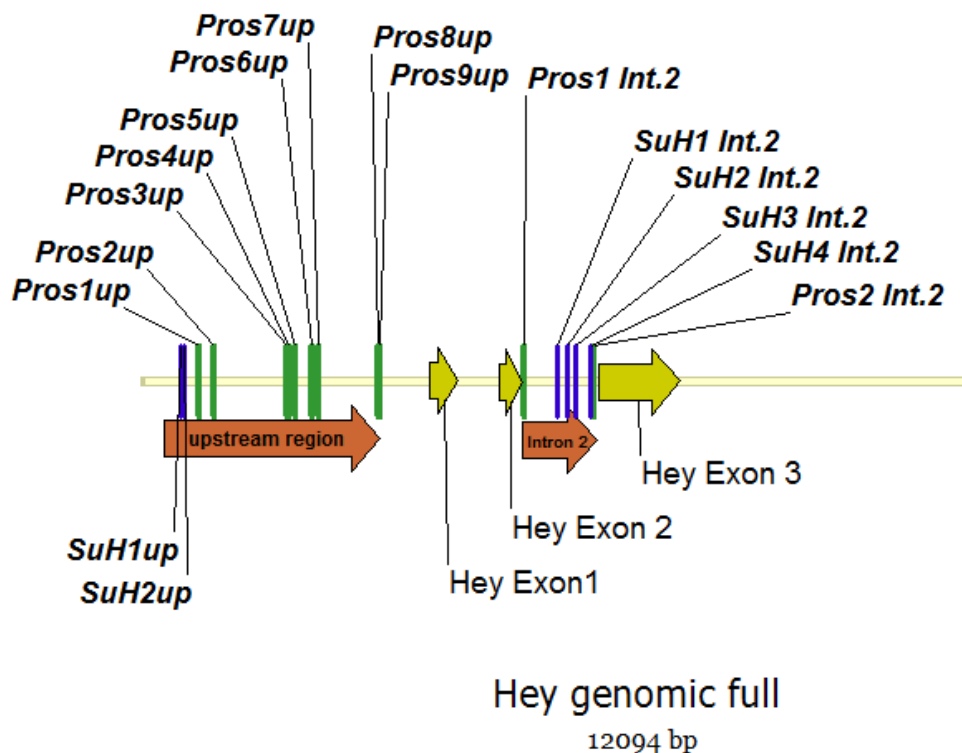 Pros7up
Pros6up
Pros8up
Pros9up
Pros1 Int.2
Pros5up
Pros4up
Pros3up
SuH1 Int.2
SuH2 Int.2
SuH3 Int.2
SuH4 Int.2
Pros2 Int.2
Pros2up
Pros1up
upstream region
Intron 2
Hey Exon 3
Hey Exon 2
Hey Exon1
SuH1up
SuH2up
Hey genomic full
12094 bp